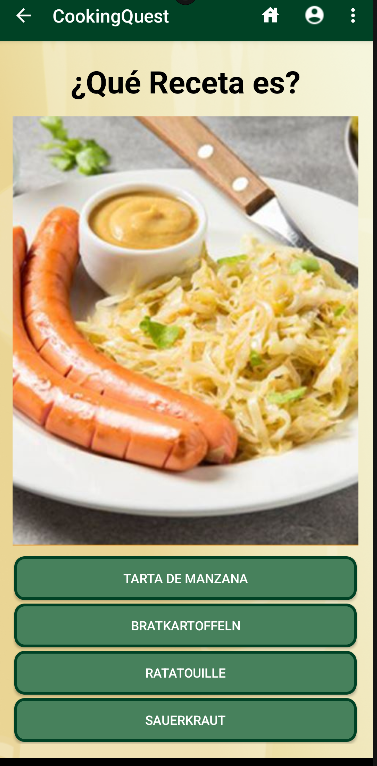 CookingQuest
¿Qué Receta es?
TARTA DE MANZANA
BRATKARTOFFELN
RATATOUILLE
SAUERKRAUT